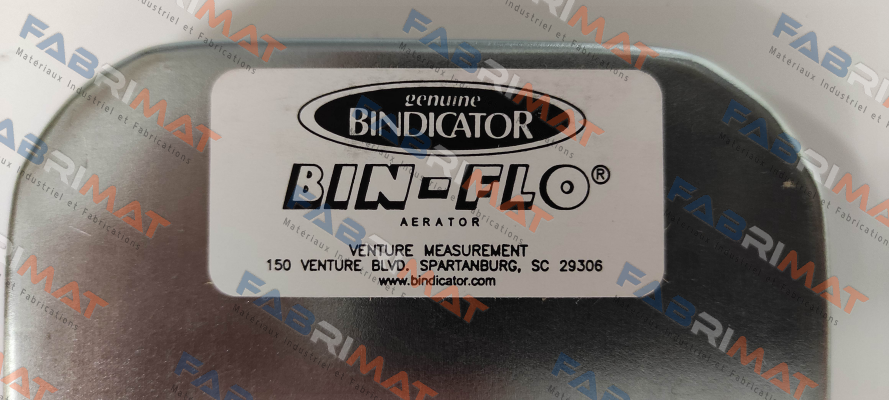 genuine
BINDICATOR
BIN-FLO®
AERATOR
VENTURE MEASUREMENT
150 VENTURE BLVD. SPARTANBURG, SC 29306
www.bindicator.com
FABRIMAT
Materiaux Industriel et Fabrications